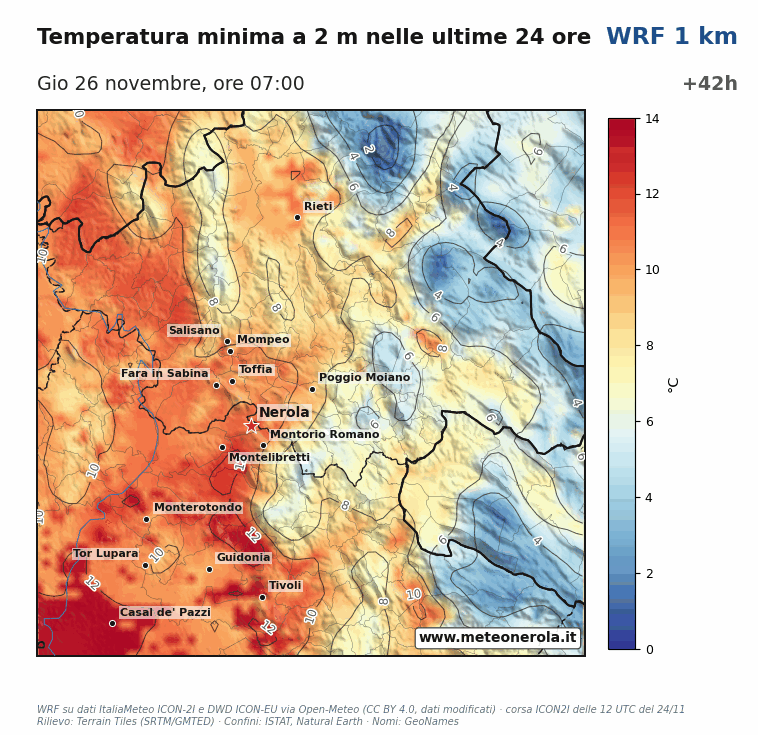 Temperatura minima a 2 m nelle ultime 24 ore WRF 1 km
Gio 26 novembre, ore 07:00 +42h
Rieti
Salisano
Mompeo
Fara in Sabina
Toffia
Poggio Moiano
Nerola
Montorio Romano
Montelibretti
Monterotondo
Tor Lupara
Guidonia
Tivoli
Casal de' Pazzi
www.meteonerola.it
14
12
10
8
6
4
2
0
°C
WRF su dati ItaliaMeteo ICON-2I e DWD ICON-EU via Open-Meteo (CC BY 4.0, dati modificati) · corsa ICON2I delle 12 UTC del 24/11
Rilievo: Terrain Tiles (SRTM/GMTED) · Confini: ISTAT, Natural Earth · Nomi: GeoNames